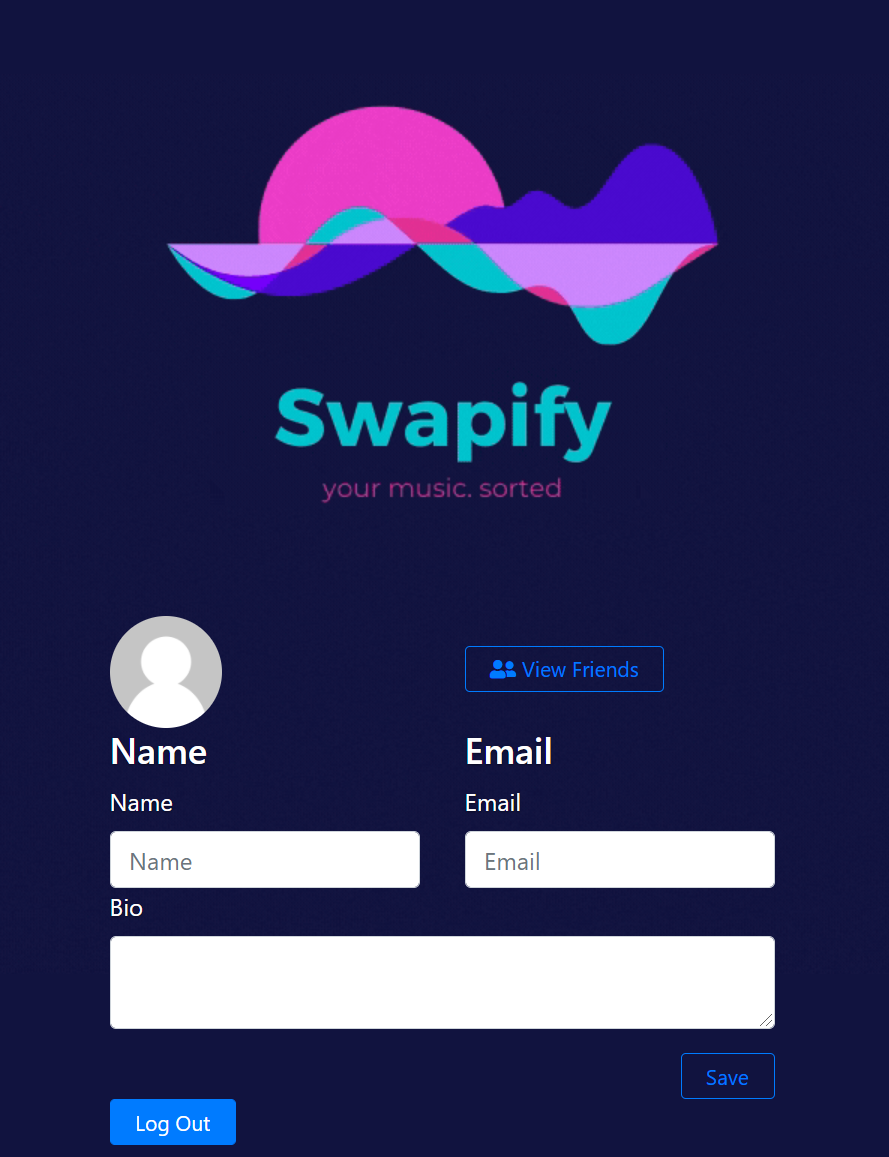 Swapify
your music. sorted
View Friends
Name
Email
Name
Email
Name
Email
Bio
Save
Log Out